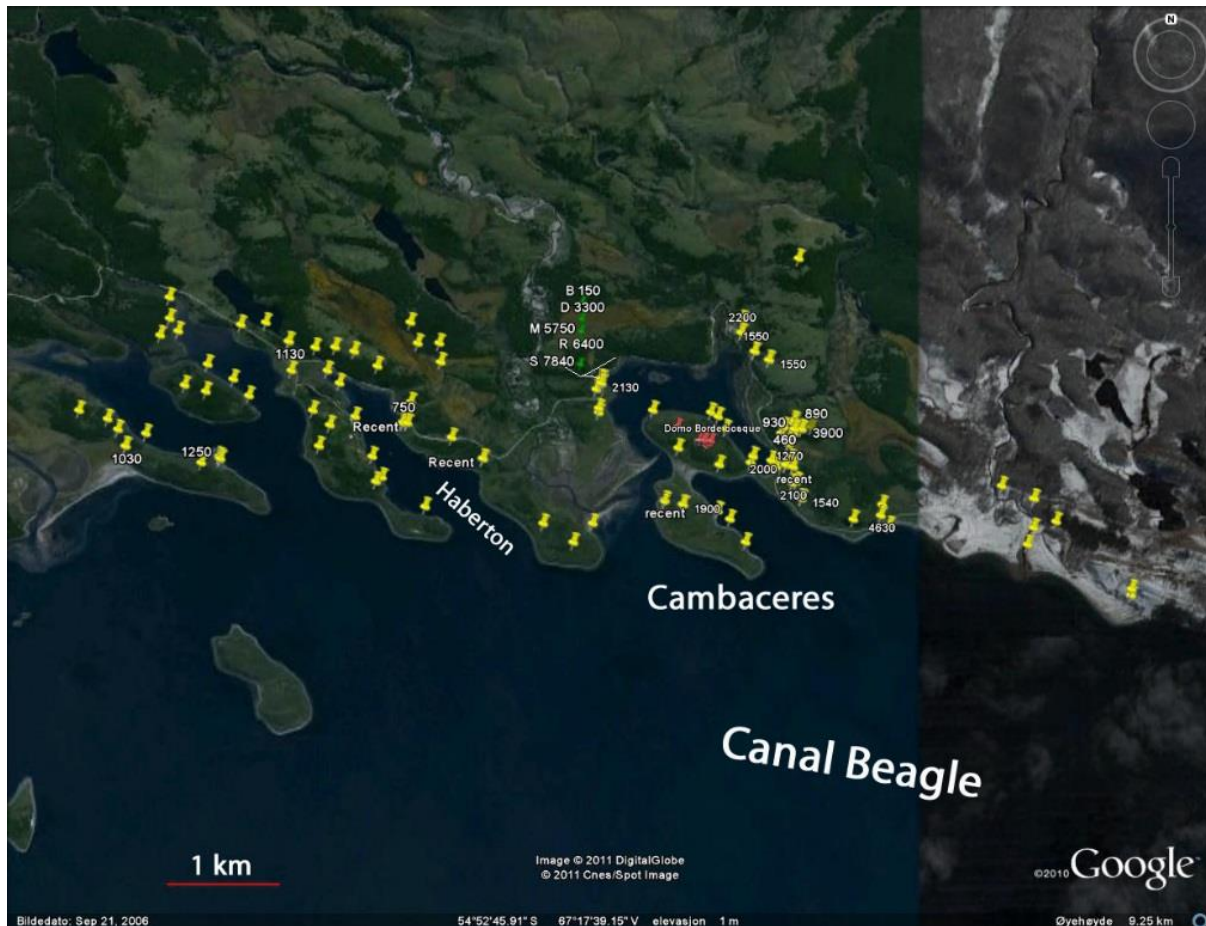 N
B 150
D 3300
M 5750
R 6400
S 7840
2200
1550
1550
1130
2130
750
Recent
930
890
Domo Borde bosque
3900
460
1270
1030
1250
Recent
2000
recent
2100
1540
recent
1900
4630
Haberton
Cambaceres
Canal Beagle
1 km
Image © 2011 DigitalGlobe
© 2011 Cnes/Spot Image
©2010 Google
Bildedato: Sep 21, 2006
54°52'45.91" S 67°17'39.15" V elevasjon 1 m
Øyehøyde 9.25 km